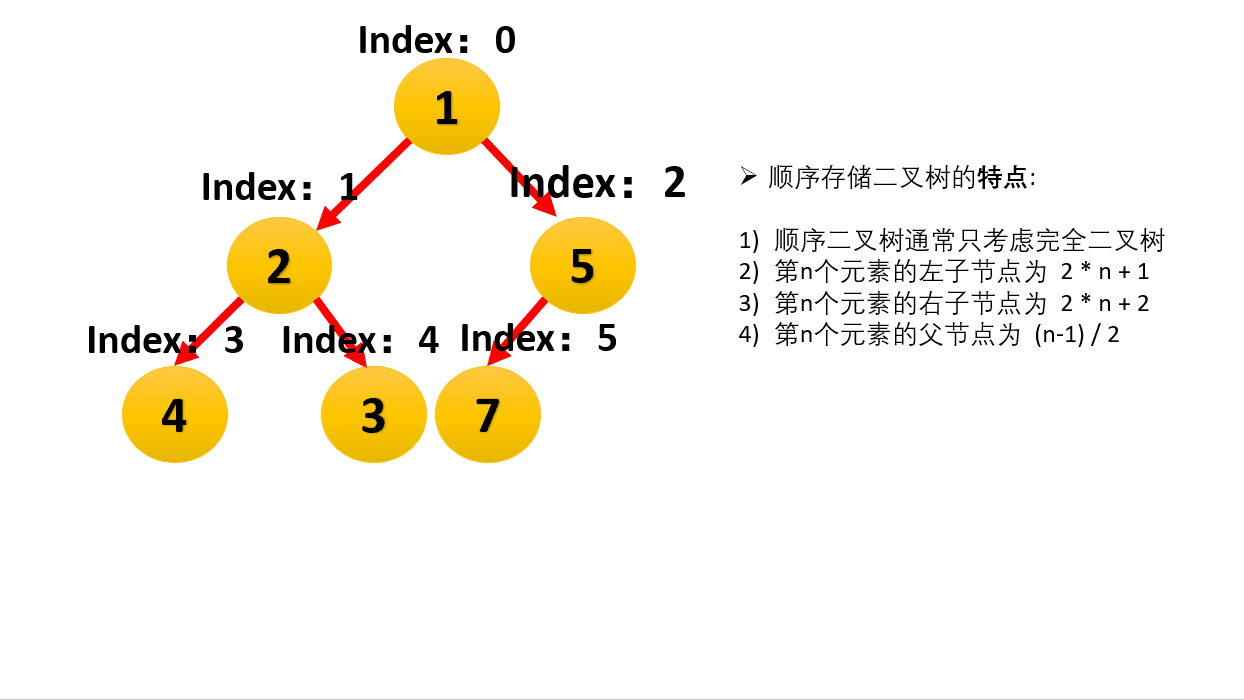 Index: 0
1
Index: 1
Index: 2
2
5
Index: 3
Index: 4
Index: 5
4
3
7
➢ 顺序存储二叉树的特点:
1) 顺序二叉树通常只考虑完全二叉树
2) 第n个元素的左子节点为 2 * n + 1
3) 第n个元素的右子节点为 2 * n + 2
4) 第n个元素的父节点为 (n-1) / 2